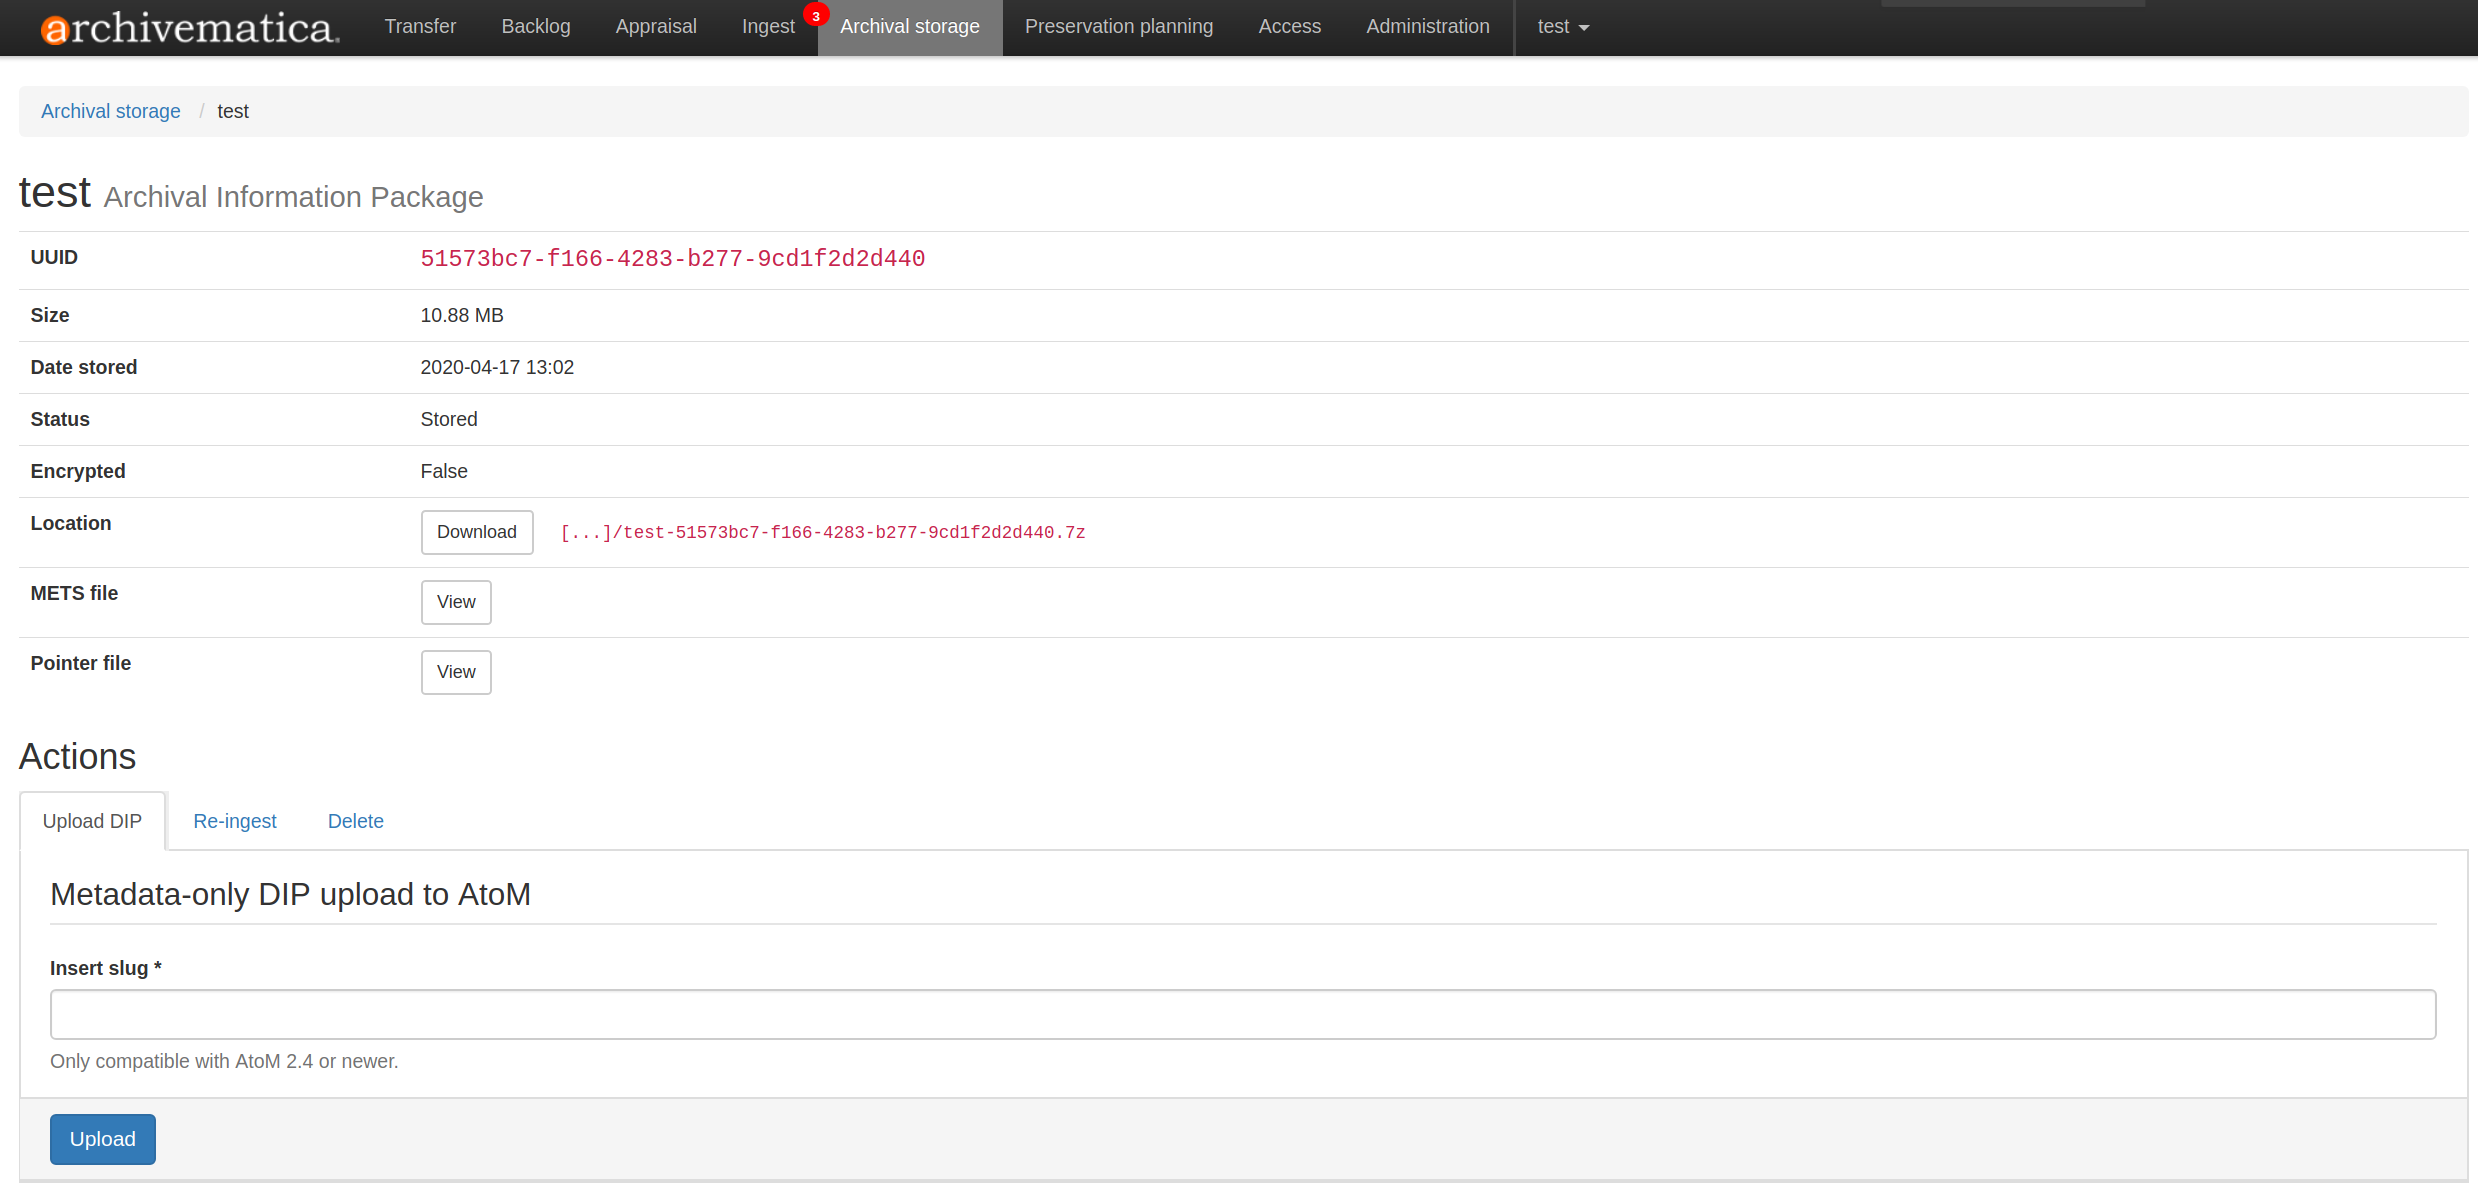 archivematica Transfer Backlog Appraisal Ingest 3 Archival storage Preservation planning Access Administration test
Archival storage / test
test Archival Information Package
UUID 51573bc7-f166-4283-b277-9cd1f2d2d440
Size 10.88 MB
Date stored 2020-04-17 13:02
Status Stored
Encrypted False
Location Download [...]/test-51573bc7-f166-4283-b277-9cd1f2d2d440.7z
METS file View
Pointer file View
Actions
Upload DIP Re-ingest Delete
Metadata-only DIP upload to AtoM
Insert slug *
Only compatible with AtoM 2.4 or newer.
Upload